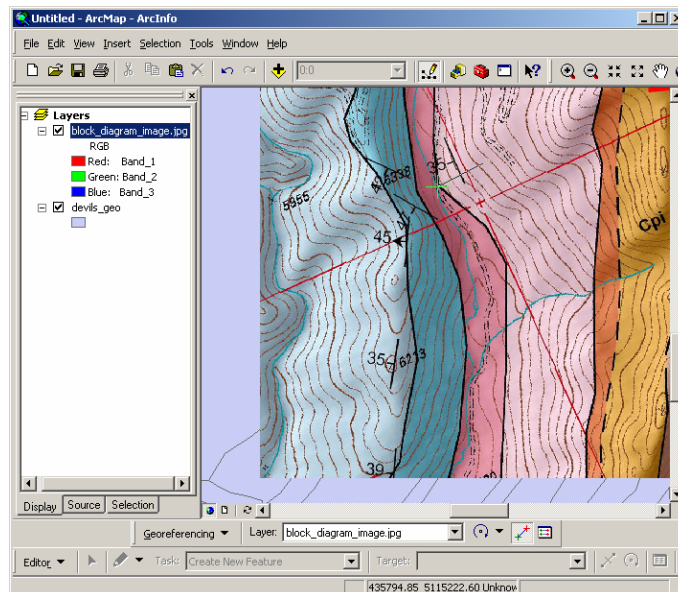 Untitled - ArcMap - ArcInfo
File Edit View Insert Selection Tools Window Help
0:0
Layers
block_diagram_image.jpg
RGB
Red: Band_1
Green: Band_2
Blue: Band_3
devils_geo
5955
35
45
35
6213
39
Cpi
Display Source Selection
Georeferencing Layer: block_diagram_image.jpg
Editor Task: Create New Feature Target:
435794.85 5115222.60 Unknow